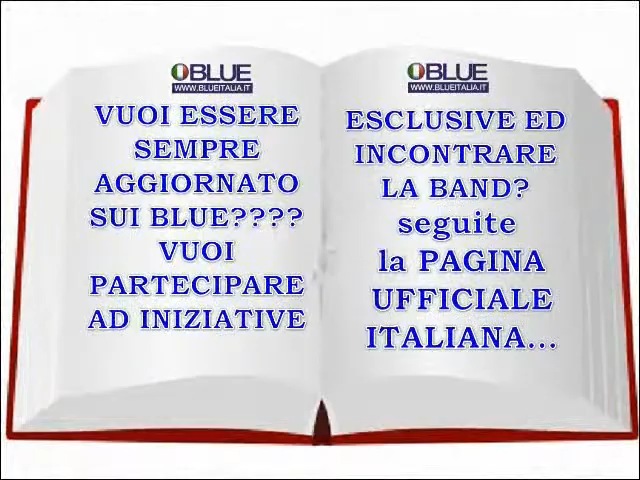 BLUE
WWW.BLUEITALIA.IT
VUOI ESSERE
SEMPRE
AGGIORNATO
SUI BLUE????
VUOI
PARTECIPARE
AD INIZIATIVE
BLUE
WWW.BLUEITALIA.IT
ESCLUSIVE ED
INCONTRARE
LA BAND?
seguite
la PAGINA
UFFICIALE
ITALIANA...